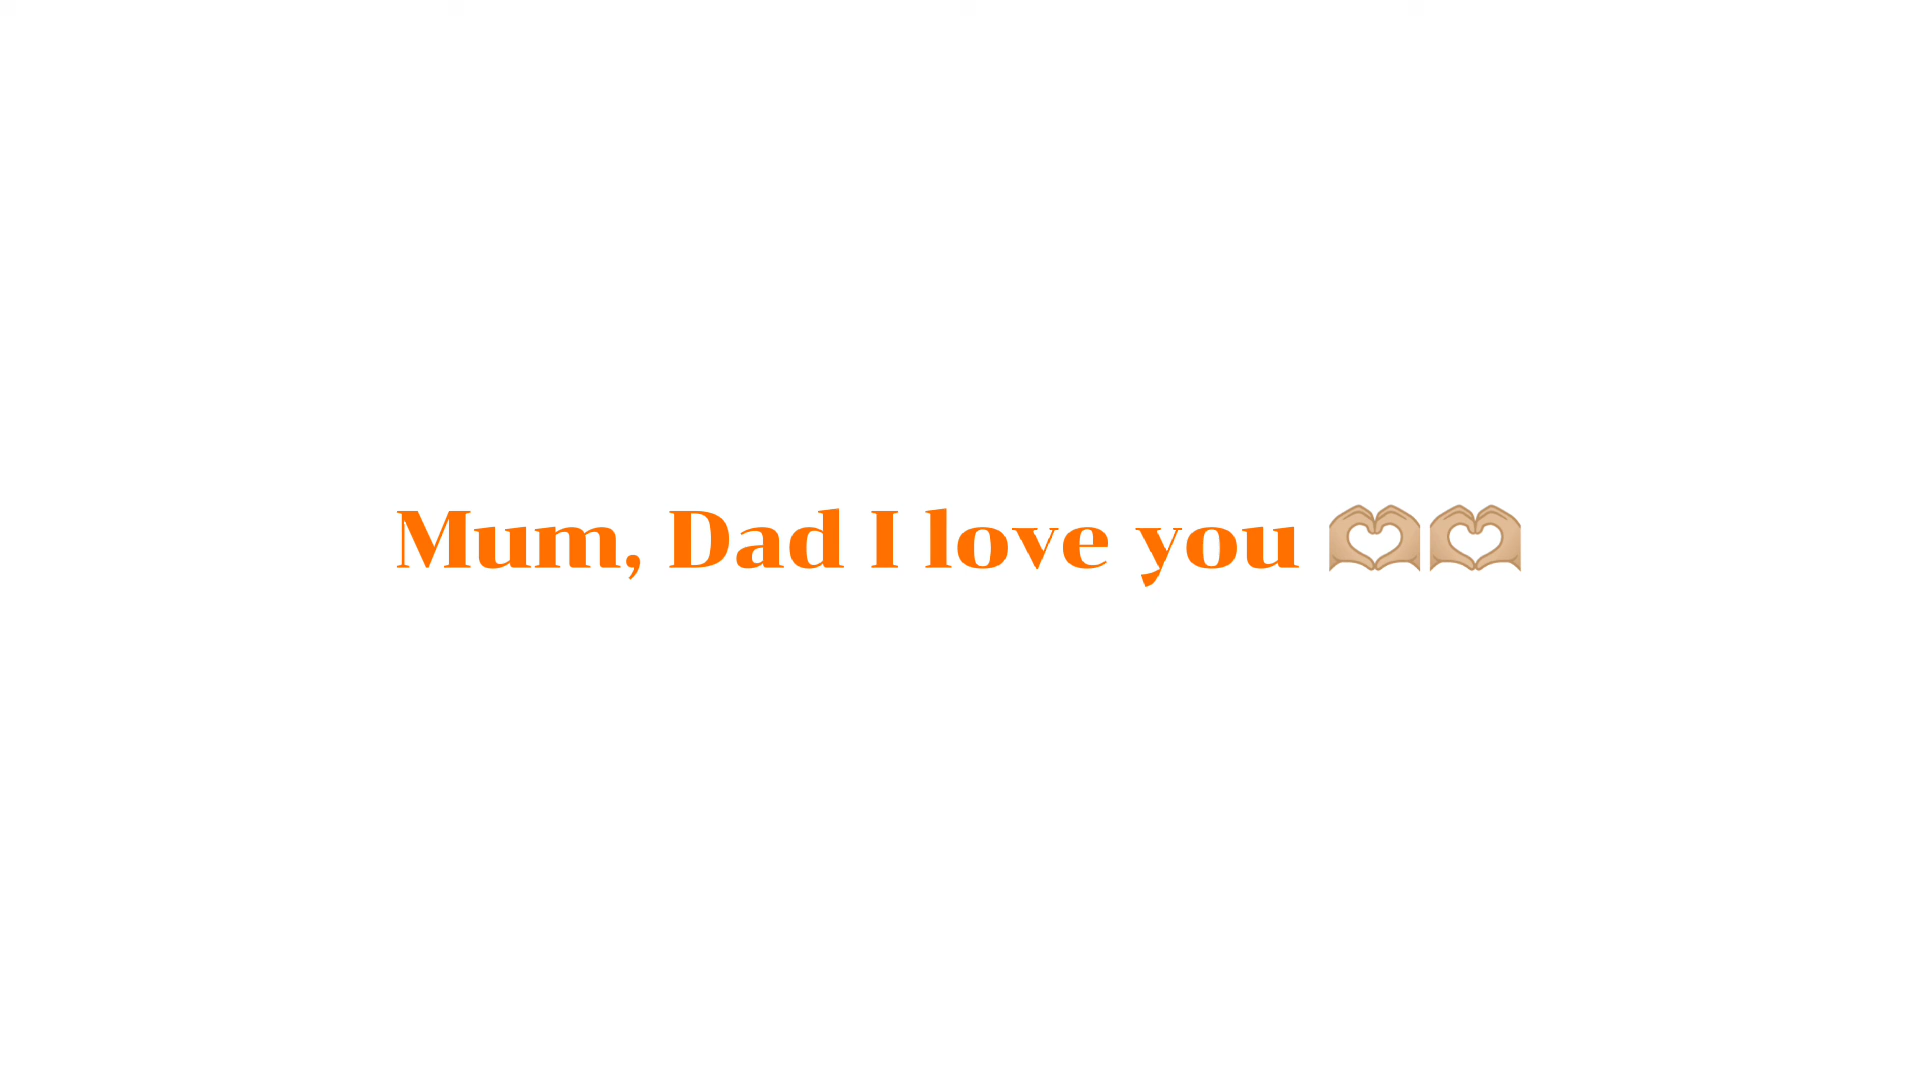 Mum, Dad I love you 🫶🏼🫶🏼